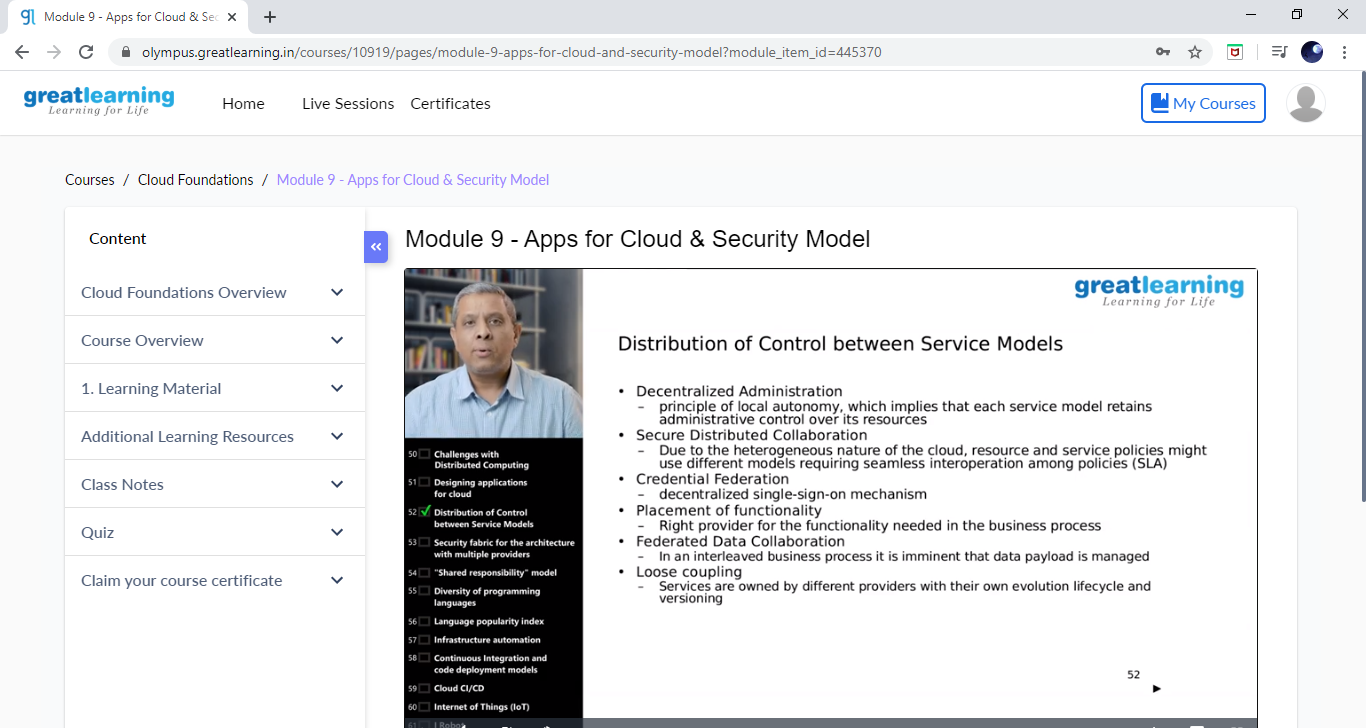 Module 9 - Apps for Cloud & Sec
olympus.greatlearning.in/courses/10919/pages/module-9-apps-for-cloud-and-security-model?module_item_id=445370
greatlearning
Learning for Life
Home
Live Sessions
Certificates
My Courses
Courses / Cloud Foundations / Module 9 - Apps for Cloud & Security Model
Content
Cloud Foundations Overview
Course Overview
1. Learning Material
Additional Learning Resources
Class Notes
Quiz
Claim your course certificate
Module 9 - Apps for Cloud & Security Model
50 Challenges with
Distributed Computing
51 Designing applications
for cloud
52 Distribution of Control
between Service Models
53 Security fabric for the architecture
with multiple providers
54 "Shared responsibility" model
55 Diversity of programming
languages
56 Language popularity index
57 Infrastructure automation
58 Continuous Integration and
code deployment models
59 Cloud CI/CD
60 Internet of Things (IoT)
61 I Robot
greatlearning
Learning for Life
Distribution of Control between Service Models
• Decentralized Administration
– principle of local autonomy, which implies that each service model retains
administrative control over its resources
• Secure Distributed Collaboration
– Due to the heterogeneous nature of the cloud, resource and service policies might
use different models requiring seamless interoperation among policies (SLA)
• Credential Federation
– decentralized single-sign-on mechanism
• Placement of functionality
– Right provider for the functionality needed in the business process
• Federated Data Collaboration
– In an interleaved business process it is imminent that data payload is managed
• Loose coupling
– Services are owned by different providers with their own evolution lifecycle and
versioning
52